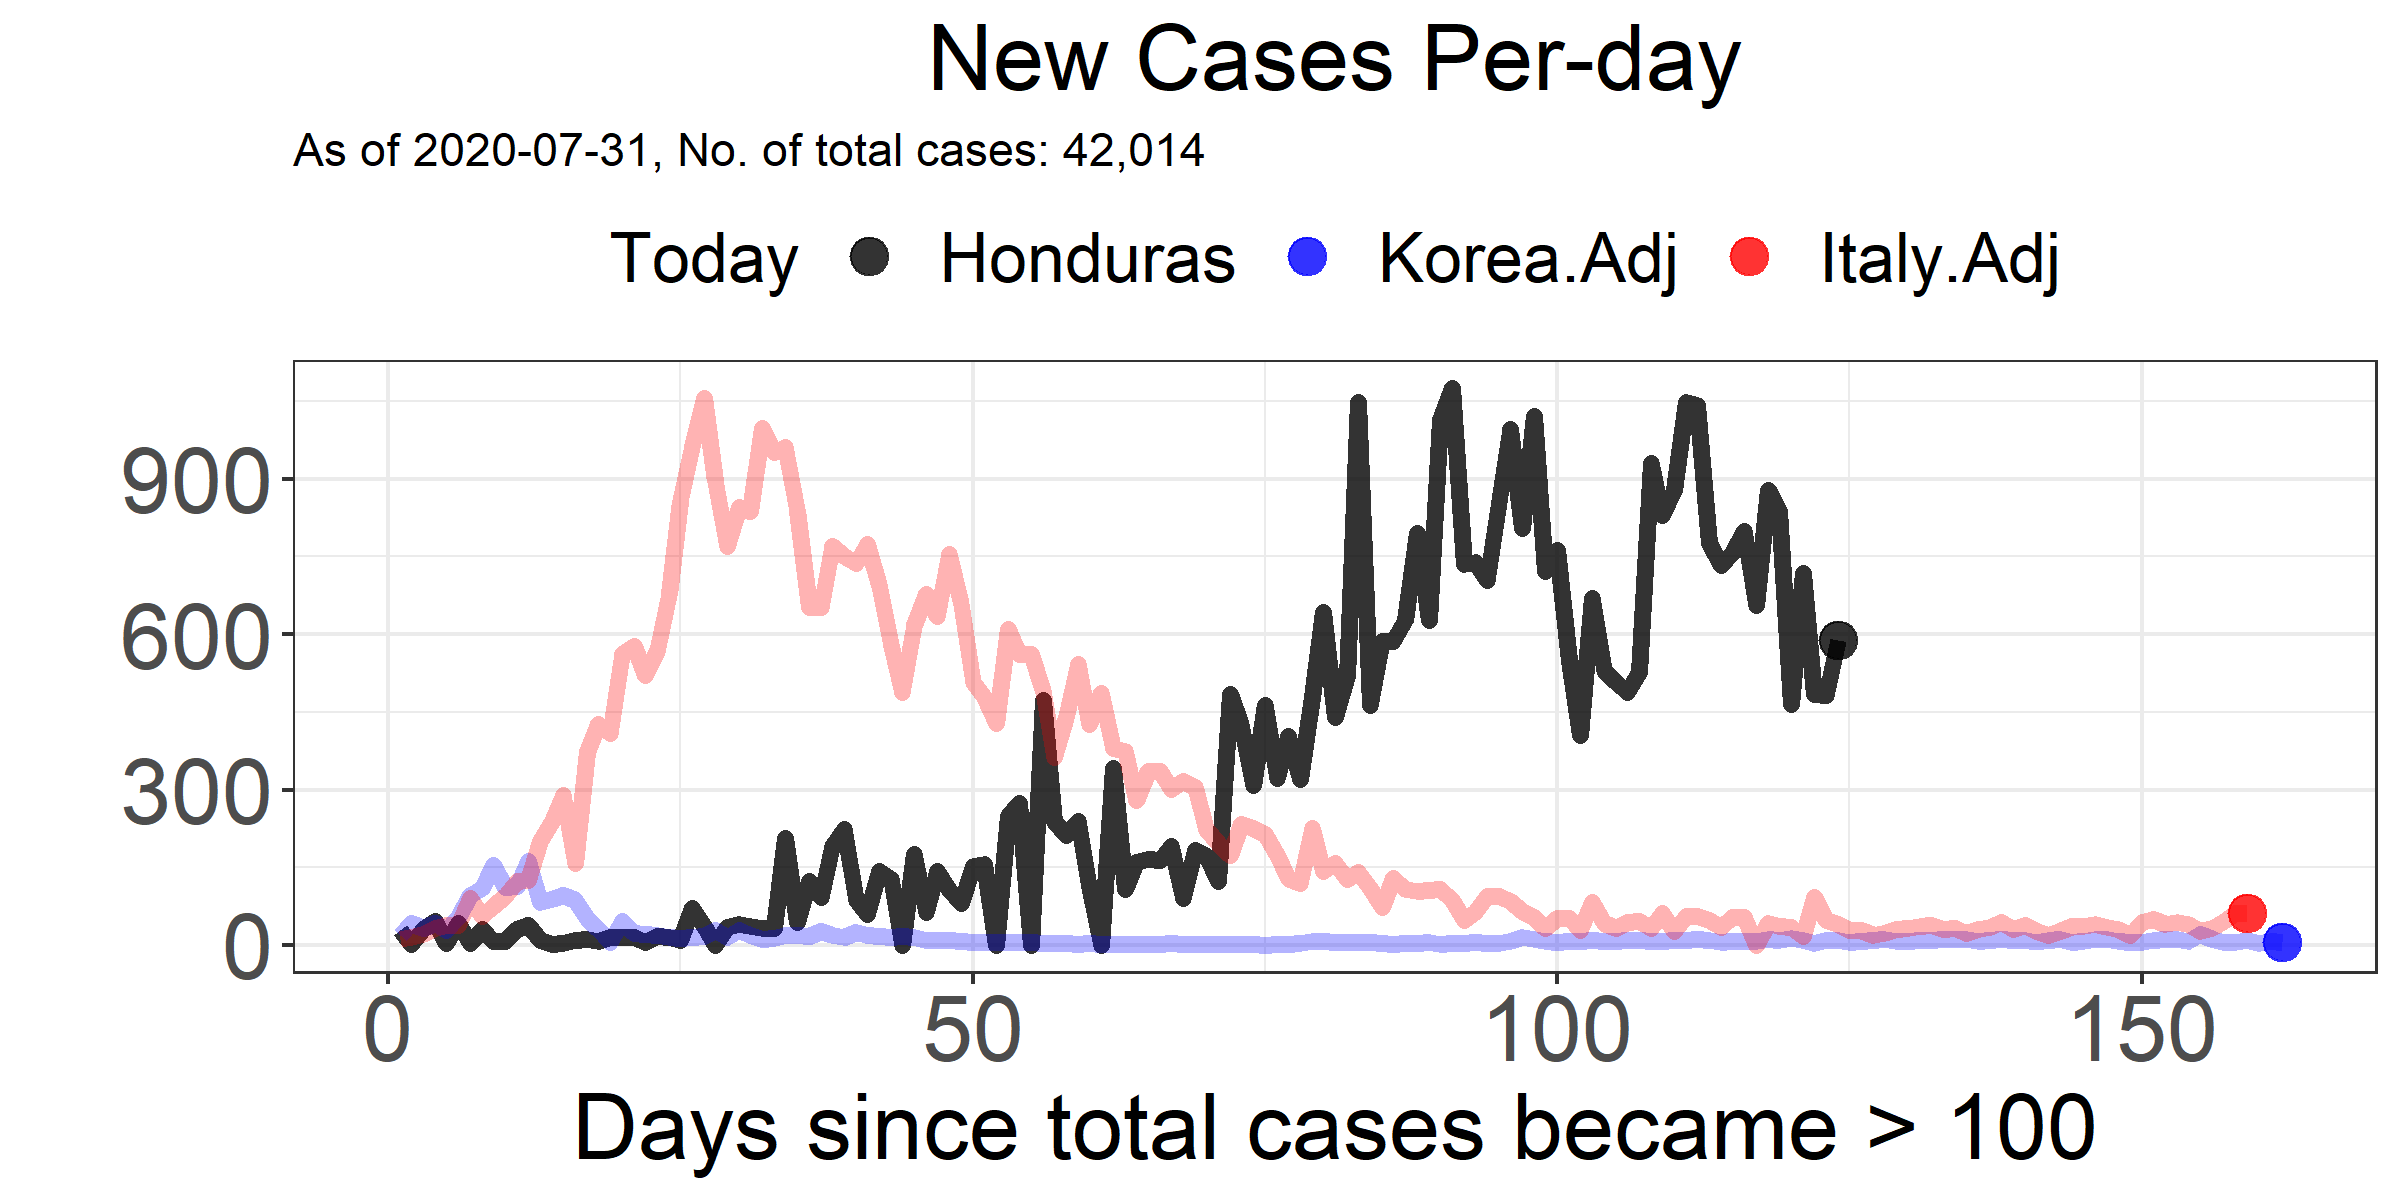 New Cases Per-day
As of 2020-07-31, No. of total cases: 42,014
Today Honduras Korea.Adj Italy.Adj
900
600
300
0
0 50 100 150
Days since total cases became > 100